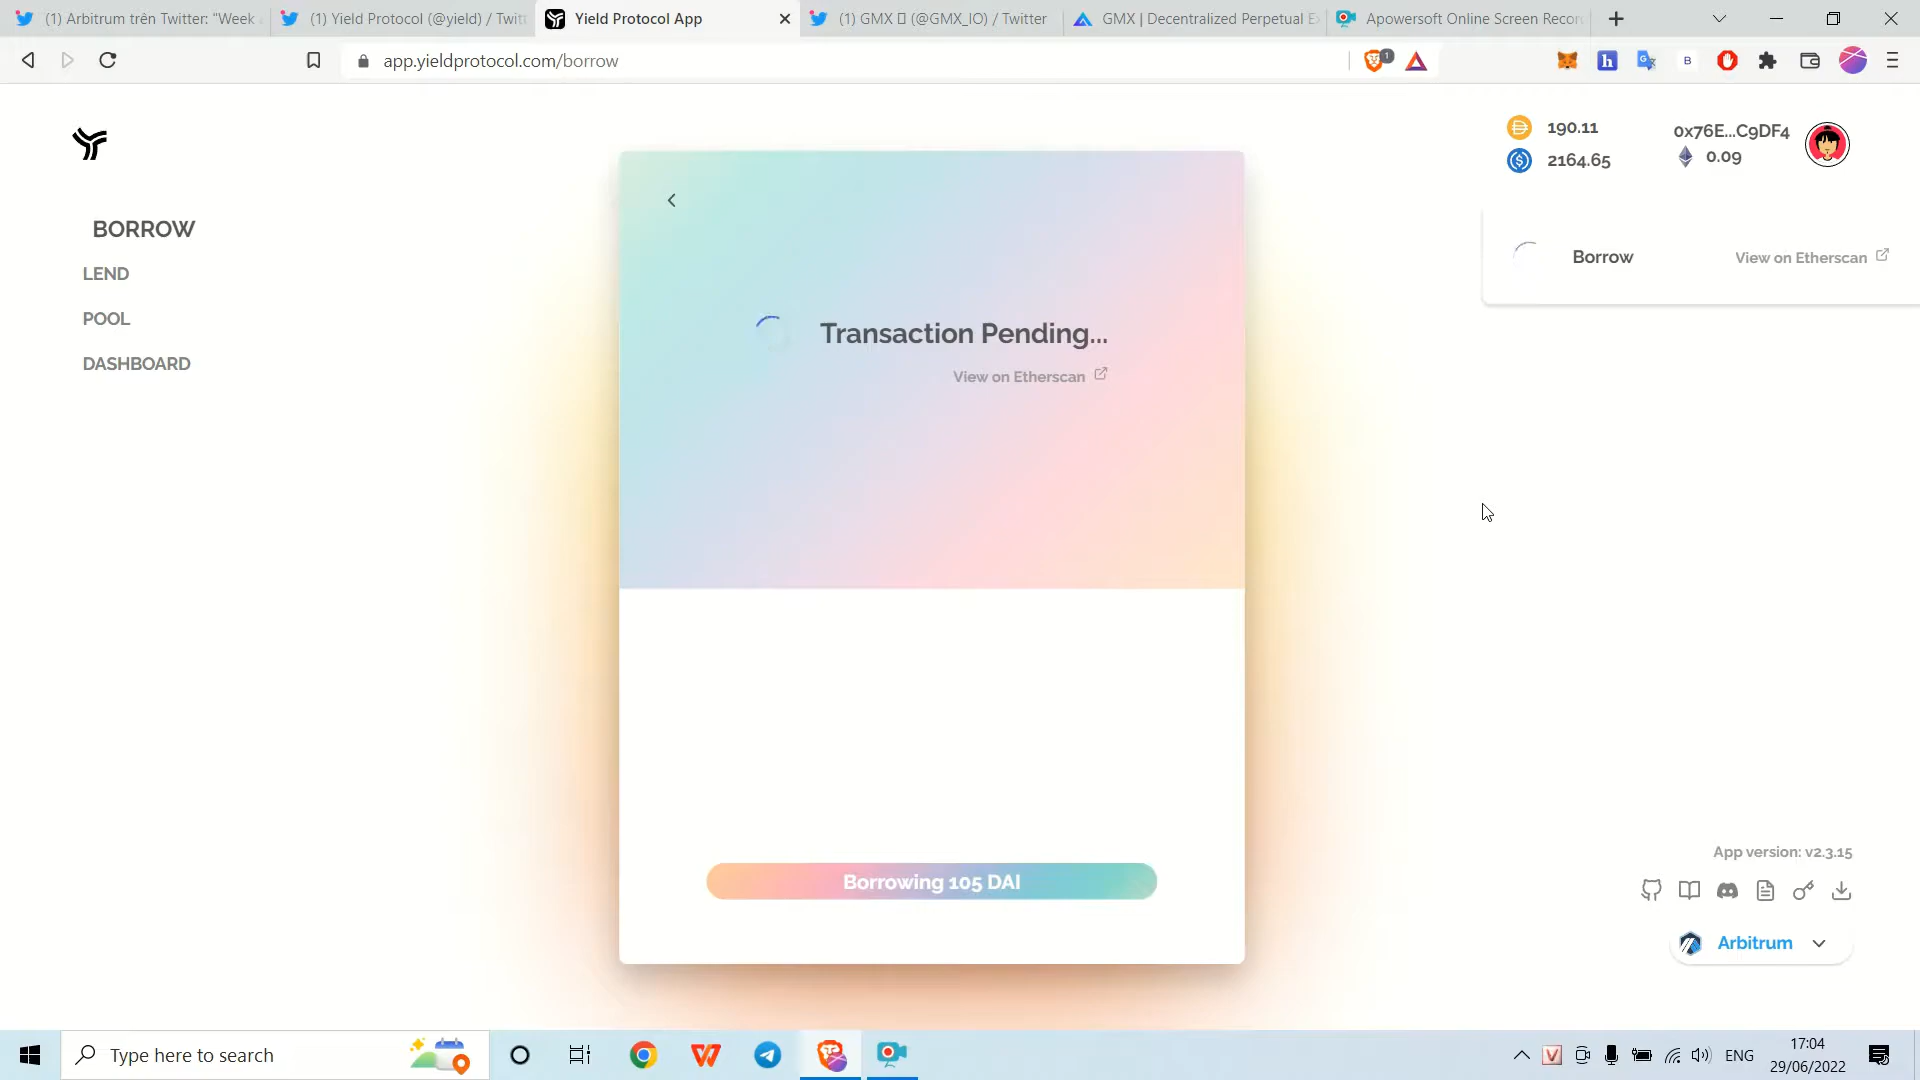 (1) Arbitrum trên Twitter: "Week
(1) Yield Protocol (@yield) / Twit
Yield Protocol App
(1) GMX (@GMX_IO) / Twitter
GMX | Decentralized Perpetual E
Apowersoft Online Screen Recor
app.yieldprotocol.com/borrow
1
190.11
2164.65
0x76E...C9DF4
0.09
BORROW
LEND
POOL
DASHBOARD
Transaction Pending...
View on Etherscan
Borrow
View on Etherscan
Borrowing 105 DAI
App version: v2.3.15
Arbitrum
Type here to search
ENG
17:04
29/06/2022